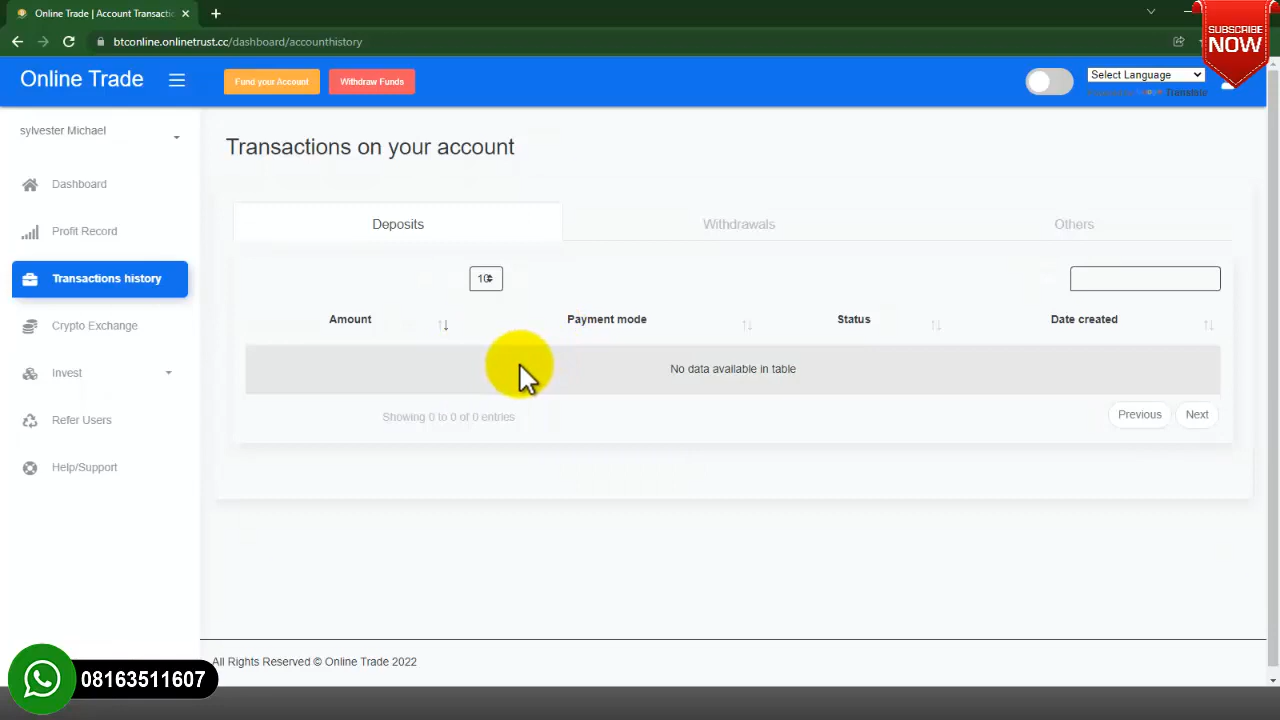 Online Trade | Account Transactic
btconline.onlinetrust.cc/dashboard/accounthistory
SUBSCRIBE
NOW
Online Trade
Fund your Account
Withdraw Funds
Select Language
Translate
sylvester Michael
Transactions on your account
Dashboard
Profit Record
Transactions history
Crypto Exchange
Invest
Refer Users
Help/Support
Deposits
Withdrawals
Others
10
Amount
Payment mode
Status
Date created
No data available in table
Showing 0 to 0 of 0 entries
Previous
Next
All Rights Reserved © Online Trade 2022
08163511607